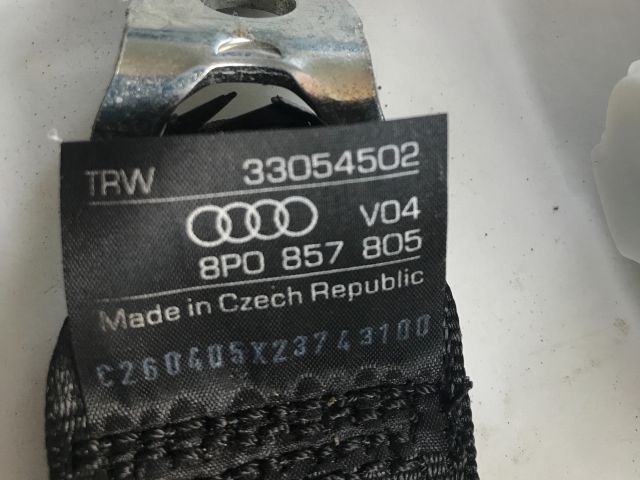 TRW 33054502
V04
8P0 857 805
Made in Czech Republic
C260405X23743100